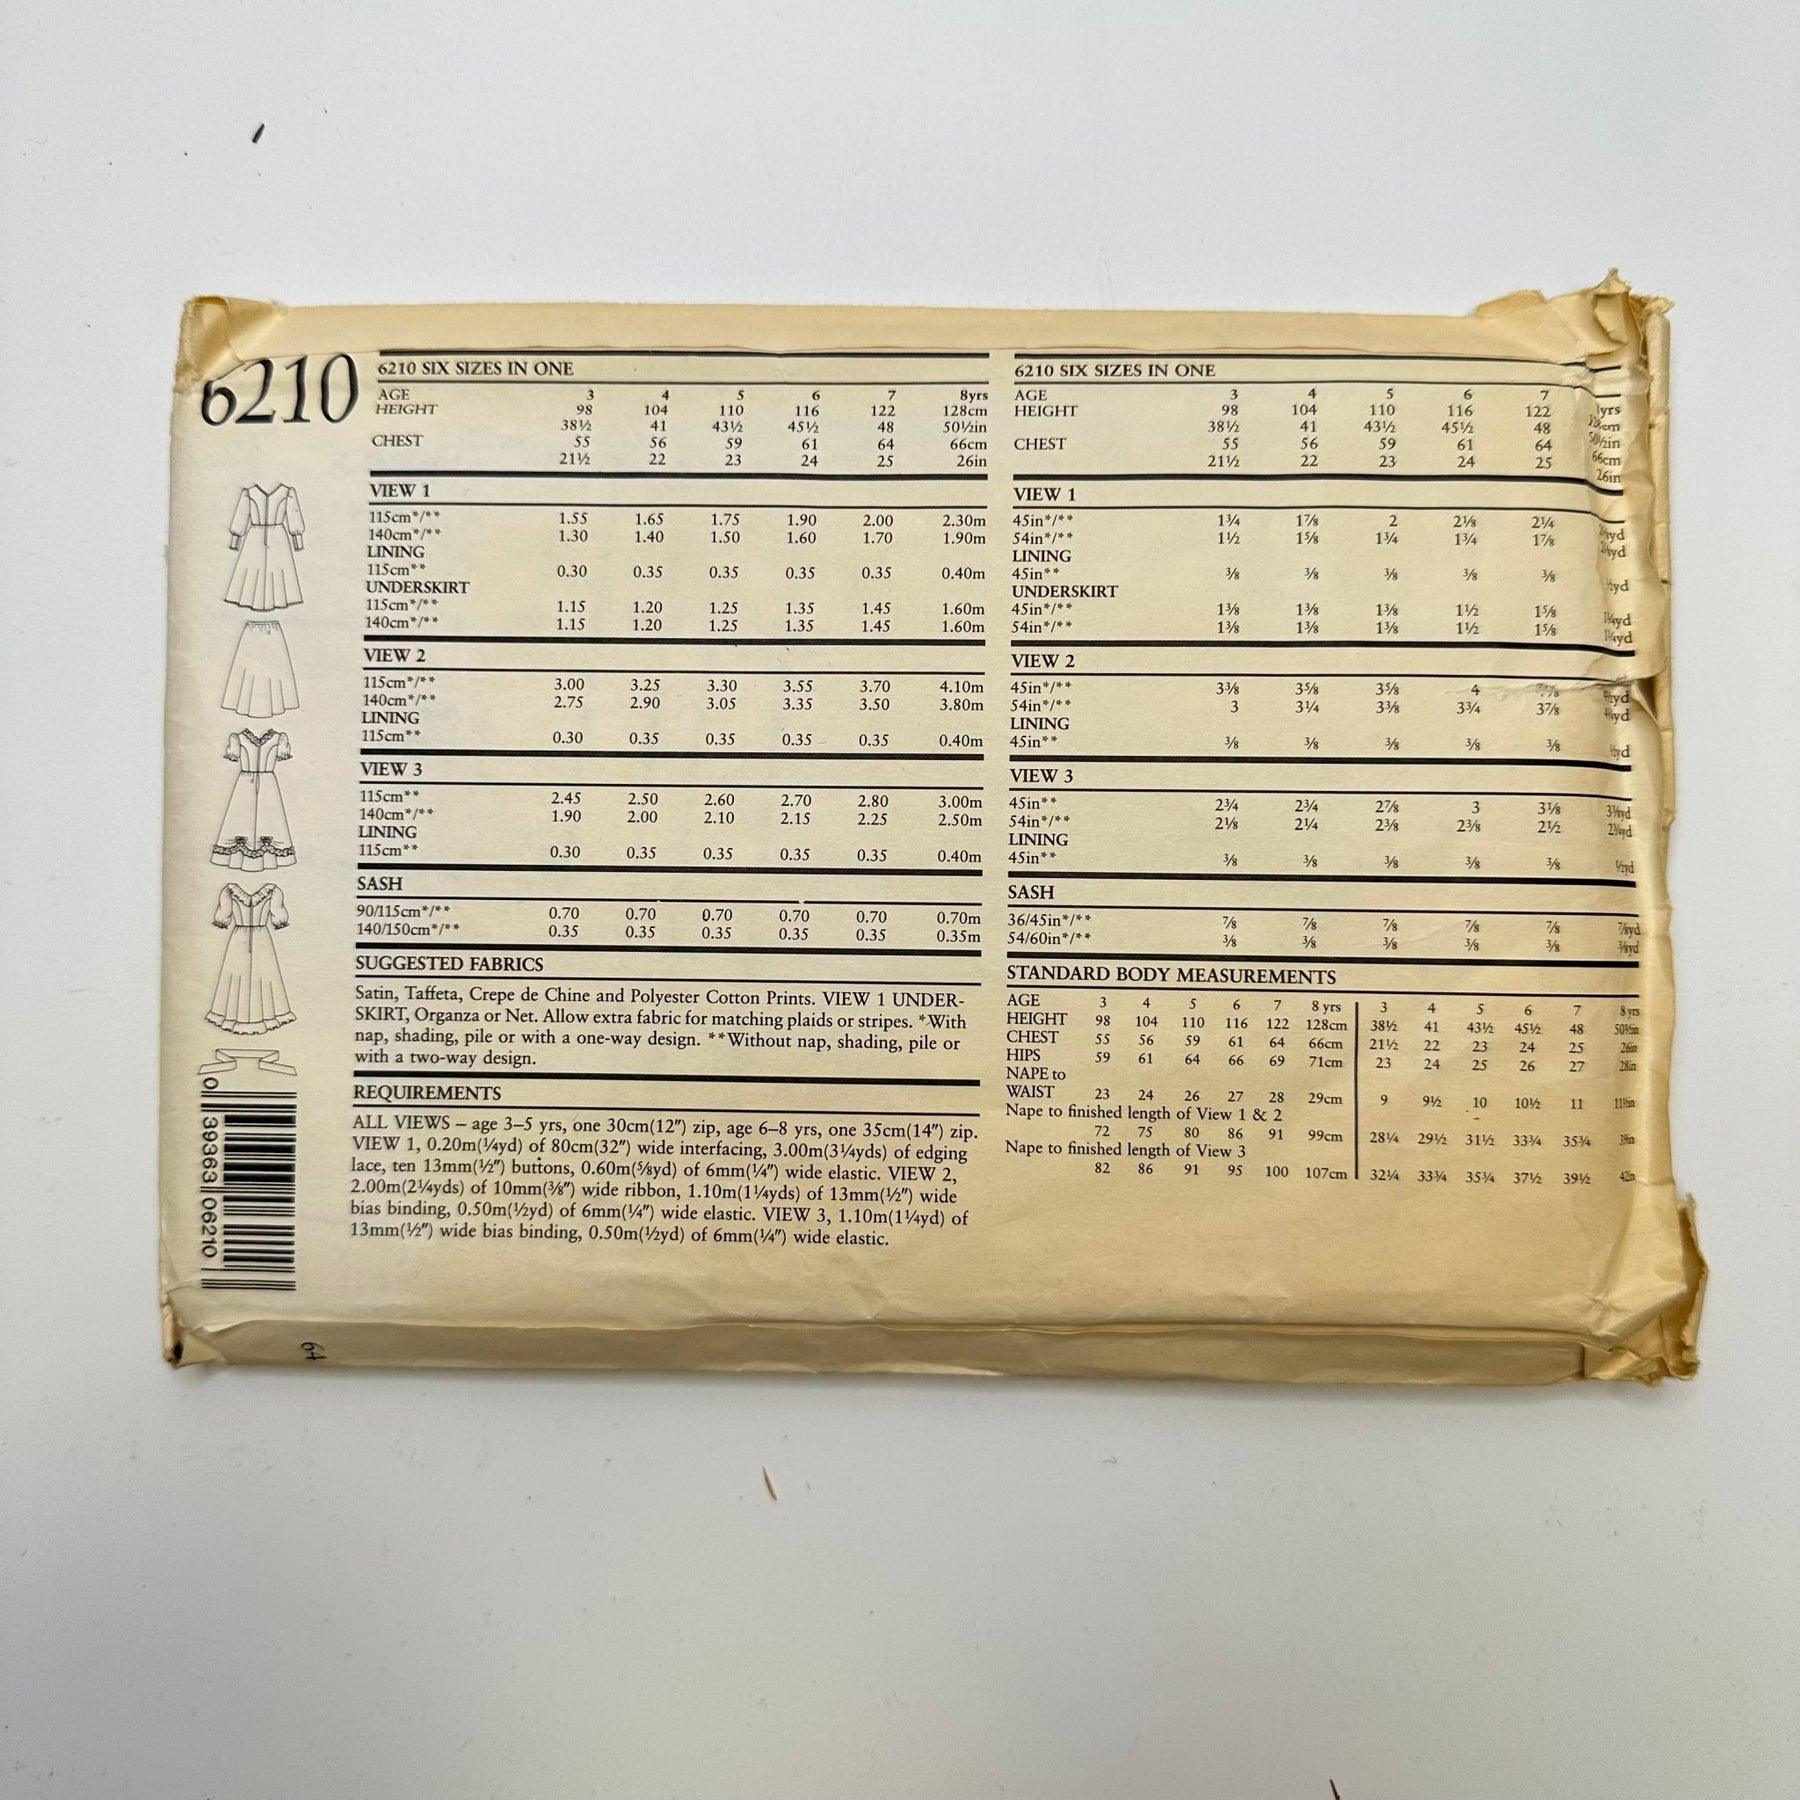 6210
6210 SIX SIZES IN ONE
AGE 3 4 5 6 7 8yrs
HEIGHT 98 104 110 116 122 128cm
38½ 41 43½ 45½ 48 50½in
CHEST 55 56 59 61 64 66cm
21½ 22 23 24 25 26in
VIEW 1
115cm*/** 1.55 1.65 1.75 1.90 2.00 2.30m
140cm*/** 1.30 1.40 1.50 1.60 1.70 1.90m
LINING
115cm** 0.30 0.35 0.35 0.35 0.35 0.40m
UNDERSKIRT
115cm*/** 1.15 1.20 1.25 1.35 1.45 1.60m
140cm*/** 1.15 1.20 1.25 1.35 1.45 1.60m
VIEW 2
115cm*/** 3.00 3.25 3.30 3.55 3.70 4.10m
140cm*/** 2.75 2.90 3.05 3.35 3.50 3.80m
LINING
115cm** 0.30 0.35 0.35 0.35 0.35 0.40m
VIEW 3
115cm** 2.45 2.50 2.60 2.70 2.80 3.00m
140cm*/** 1.90 2.00 2.10 2.15 2.25 2.50m
LINING
115cm** 0.30 0.35 0.35 0.35 0.35 0.40m
SASH
90/115cm*/** 0.70 0.70 0.70 0.70 0.70 0.70m
140/150cm*/** 0.35 0.35 0.35 0.35 0.35 0.35m
SUGGESTED FABRICS
Satin, Taffeta, Crepe de Chine and Polyester Cotton Prints. VIEW 1 UNDER-
SKIRT, Organza or Net. Allow extra fabric for matching plaids or stripes. *With
nap, shading, pile or with a one-way design. **Without nap, shading, pile or
with a two-way design.
REQUIREMENTS
ALL VIEWS – age 3–5 yrs, one 30cm(12″) zip, age 6–8 yrs, one 35cm(14″) zip.
VIEW 1, 0.20m(¼yd) of 80cm(32″) wide interfacing, 3.00m(3¼yds) of edging
lace, ten 13mm(½″) buttons, 0.60m(⅝yd) of 6mm(¼″) wide elastic. VIEW 2,
2.00m(2¼yds) of 10mm(⅜″) wide ribbon, 1.10m(1¼yds) of 13mm(½″) wide
bias binding, 0.50m(½yd) of 6mm(¼″) wide elastic. VIEW 3, 1.10m(1¼yd) of
13mm(½″) wide bias binding, 0.50m(½yd) of 6mm(¼″) wide elastic.
6210 SIX SIZES IN ONE
AGE 3 4 5 6 7 yrs
HEIGHT 98 104 110 116 122
38½ 41 43½ 45½ 48 50½in
CHEST 55 56 59 61 64 66cm
21½ 22 23 24 25 26in
VIEW 1
45in*/** 1¾ 1⅞ 2 2⅛ 2¼
54in*/** 1½ 1⅝ 1¾ 1¾ 1⅞
LINING
45in** ⅜ ⅜ ⅜ ⅜ ⅜ ½yd
UNDERSKIRT
45in*/** 1⅜ 1⅜ 1⅜ 1½ 1⅝ 1¾yd
54in*/** 1⅜ 1⅜ 1⅜ 1½ 1⅝ 1¾yd
VIEW 2
45in*/** 3⅜ 3⅝ 3⅝ 4
54in*/** 3 3¼ 3⅜ 3¾ 3⅞
LINING
45in** ⅜ ⅜ ⅜ ⅜ ⅜ ½yd
VIEW 3
45in** 2¾ 2¾ 2⅞ 3 3⅛ 3⅜yd
54in*/** 2⅛ 2¼ 2⅜ 2⅜ 2½ 2¾yd
LINING
45in** ⅜ ⅜ ⅜ ⅜ ⅜ ½yd
SASH
36/45in*/** ⅞ ⅞ ⅞ ⅞ ⅞ ⅞yd
54/60in*/** ⅜ ⅜ ⅜ ⅜ ⅜ ⅜yd
STANDARD BODY MEASUREMENTS
AGE 3 4 5 6 7 8 yrs 3 4 5 6 7 8 yrs
HEIGHT 98 104 110 116 122 128cm 38½ 41 43½ 45½ 48 50½in
CHEST 55 56 59 61 64 66cm 21½ 22 23 24 25 26in
HIPS 59 61 64 66 69 71cm 23 24 25 26 27 28in
NAPE to
WAIST 23 24 26 27 28 29cm 9 9½ 10 10½ 11 11½in
Nape to finished length of View 1 & 2
72 75 80 86 91 99cm 28¼ 29½ 31½ 33¾ 35¾ 39in
Nape to finished length of View 3
82 86 91 95 100 107cm 32¼ 33¾ 35¾ 37½ 39½ 42in
0 39363 06210
64